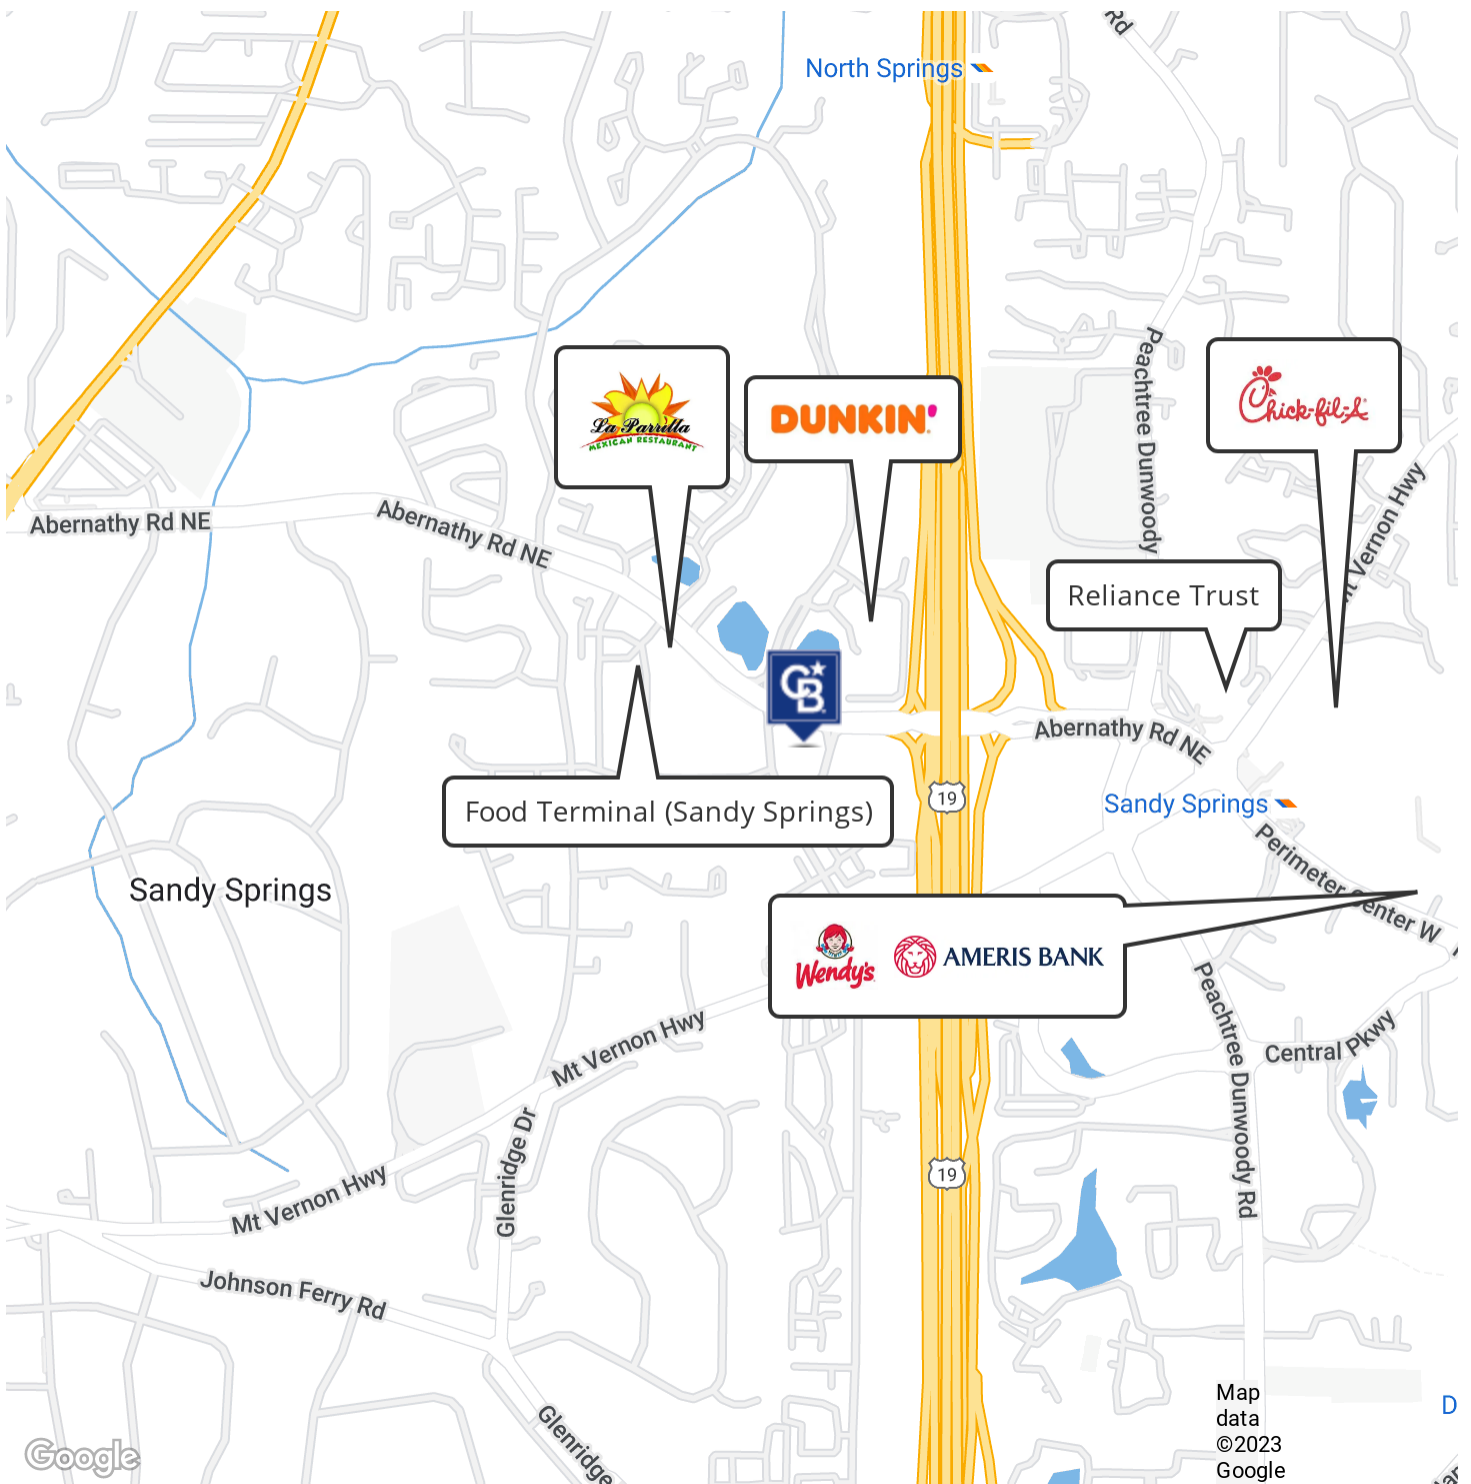 Rd
North Springs
Peachtree Dunwoody
La Parrilla
MEXICAN RESTAURANT
DUNKIN'
Chick-fil-A
Mt Vernon Hwy
Abernathy Rd NE
Abernathy Rd NE
Reliance Trust
CB
Abernathy Rd NE
19
Sandy Springs
Food Terminal (Sandy Springs)
Perimeter Center W
Sandy Springs
Wendy's
AMERIS BANK
Peachtree Dunwoody Rd
Central Pkwy
Mt Vernon Hwy
Glenridge Dr
19
Mt Vernon Hwy
Johnson Ferry Rd
Glenridge
Map
data
©2023
Google
D
Google